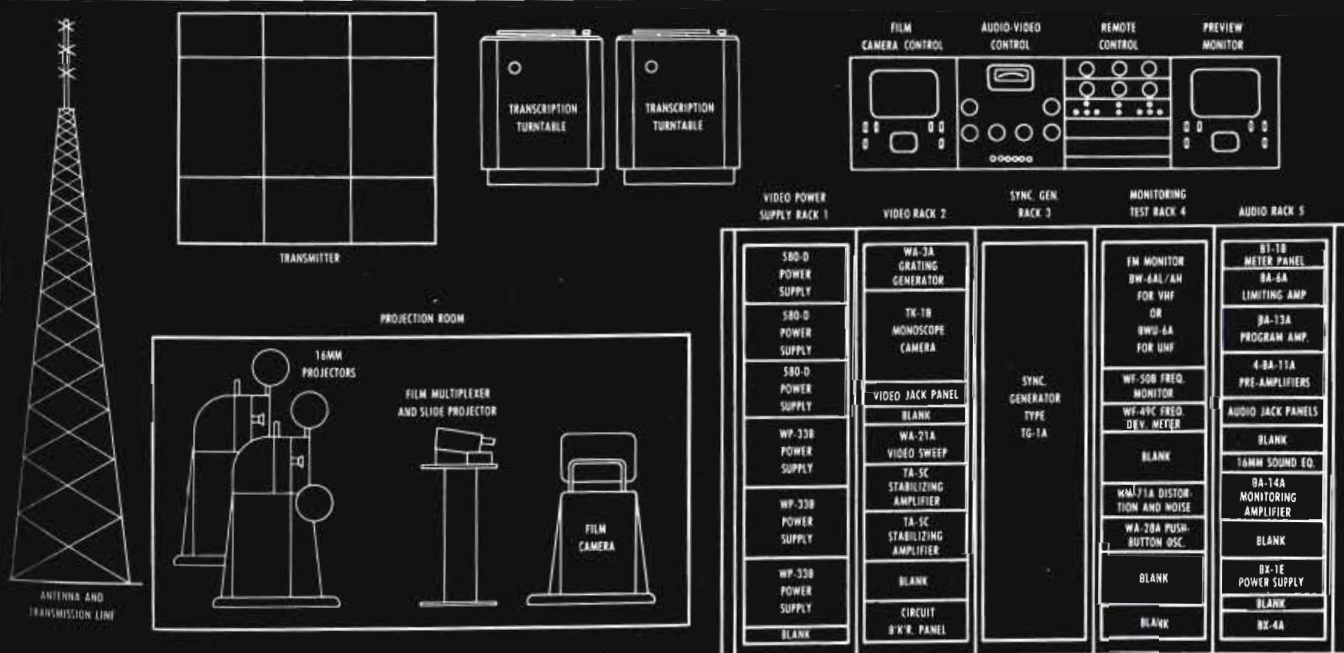 ANTENNA AND
TRANSMISSION LINE
TRANSMITTER
TRANSCRIPTION
TURNTABLE
TRANSCRIPTION
TURNTABLE
FILM
CAMERA CONTROL
AUDIO-VIDEO
CONTROL
REMOTE
CONTROL
PREVIEW
MONITOR
PROJECTION ROOM
16MM
PROJECTORS
FILM MULTIPLEXER
AND SLIDE PROJECTOR
FILM
CAMERA
VIDEO POWER
SUPPLY RACK 1
580-D
POWER
SUPPLY
580-D
POWER
SUPPLY
580-D
POWER
SUPPLY
WP-33B
POWER
SUPPLY
WP-33B
POWER
SUPPLY
WP-33B
POWER
SUPPLY
BLANK
VIDEO RACK 2
WA-3A
GRATING
GENERATOR
TK-1B
MONOSCOPE
CAMERA
VIDEO JACK PANEL
BLANK
WA-21A
VIDEO SWEEP
TA-5C
STABILIZING
AMPLIFIER
TA-5C
STABILIZING
AMPLIFIER
BLANK
CIRCUIT
B'K'R. PANEL
SYNC. GEN.
RACK 3
SYNC.
GENERATOR
TYPE
TG-1A
MONITORING
TEST RACK 4
FM MONITOR
BW-6AL/AH
FOR VHF
OR
BWU-6A
FOR UHF
WF-50B FREQ.
MONITOR
WF-49C FREQ.
DEV. METER
BLANK
WM-71A DISTOR-
TION AND NOISE
WA-28A PUSH-
BUTTON OSC.
BLANK
BLANK
AUDIO RACK 5
BI-1B
METER PANEL
BA-6A
LIMITING AMP
BA-13A
PROGRAM AMP.
4-BA-11A
PRE-AMPLIFIERS
AUDIO JACK PANELS
BLANK
16MM SOUND EQ.
BA-14A
MONITORING
AMPLIFIER
BLANK
BX-1E
POWER SUPPLY
BLANK
BX-4A